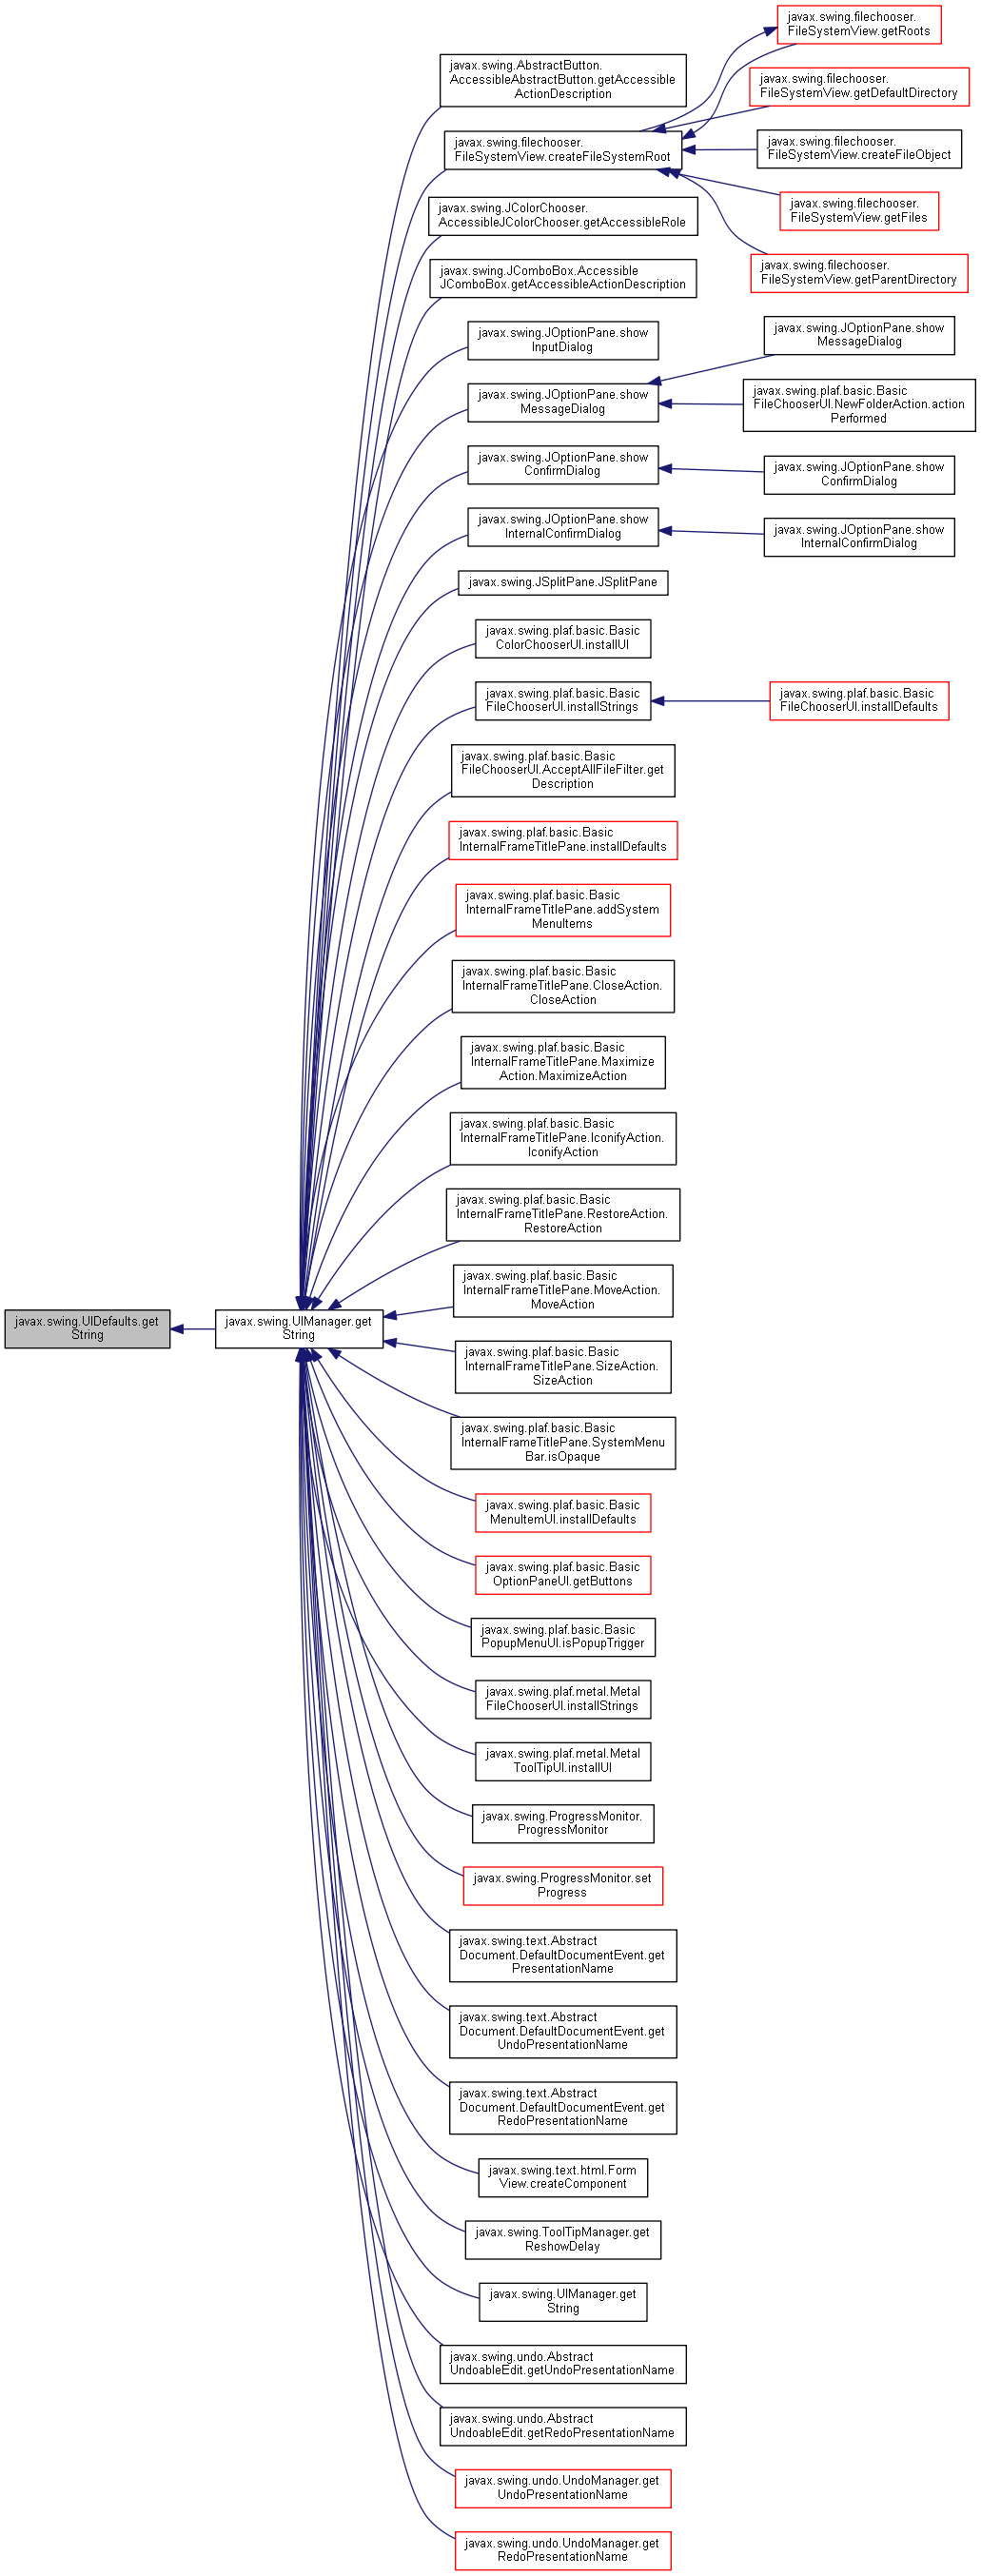 javax.swing.UIDefaults.get
String
javax.swing.UIManager.get
String
javax.swing.AbstractButton.
AccessibleAbstractButton.getAccessible
ActionDescription
javax.swing.filechooser.
FileSystemView.createFileSystemRoot
javax.swing.JColorChooser.
AccessibleJColorChooser.getAccessibleRole
javax.swing.JComboBox.Accessible
JComboBox.getAccessibleActionDescription
javax.swing.JOptionPane.show
InputDialog
javax.swing.JOptionPane.show
MessageDialog
javax.swing.JOptionPane.show
ConfirmDialog
javax.swing.JOptionPane.show
InternalConfirmDialog
javax.swing.JSplitPane.JSplitPane
javax.swing.plaf.basic.Basic
ColorChooserUI.installUI
javax.swing.plaf.basic.Basic
FileChooserUI.installStrings
javax.swing.plaf.basic.Basic
FileChooserUI.AcceptAllFileFilter.get
Description
javax.swing.plaf.basic.Basic
InternalFrameTitlePane.installDefaults
javax.swing.plaf.basic.Basic
InternalFrameTitlePane.addSystem
MenuItems
javax.swing.plaf.basic.Basic
InternalFrameTitlePane.CloseAction.
CloseAction
javax.swing.plaf.basic.Basic
InternalFrameTitlePane.Maximize
Action.MaximizeAction
javax.swing.plaf.basic.Basic
InternalFrameTitlePane.IconifyAction.
IconifyAction
javax.swing.plaf.basic.Basic
InternalFrameTitlePane.RestoreAction.
RestoreAction
javax.swing.plaf.basic.Basic
InternalFrameTitlePane.MoveAction.
MoveAction
javax.swing.plaf.basic.Basic
InternalFrameTitlePane.SizeAction.
SizeAction
javax.swing.plaf.basic.Basic
InternalFrameTitlePane.SystemMenu
Bar.isOpaque
javax.swing.plaf.basic.Basic
MenuItemUI.installDefaults
javax.swing.plaf.basic.Basic
OptionPaneUI.getButtons
javax.swing.plaf.basic.Basic
PopupMenuUI.isPopupTrigger
javax.swing.plaf.metal.Metal
FileChooserUI.installStrings
javax.swing.plaf.metal.Metal
ToolTipUI.installUI
javax.swing.ProgressMonitor.
ProgressMonitor
javax.swing.ProgressMonitor.set
Progress
javax.swing.text.Abstract
Document.DefaultDocumentEvent.get
PresentationName
javax.swing.text.Abstract
Document.DefaultDocumentEvent.get
UndoPresentationName
javax.swing.text.Abstract
Document.DefaultDocumentEvent.get
RedoPresentationName
javax.swing.text.html.Form
View.createComponent
javax.swing.ToolTipManager.get
ReshowDelay
javax.swing.UIManager.get
String
javax.swing.undo.Abstract
UndoableEdit.getUndoPresentationName
javax.swing.undo.Abstract
UndoableEdit.getRedoPresentationName
javax.swing.undo.UndoManager.get
UndoPresentationName
javax.swing.undo.UndoManager.get
RedoPresentationName
javax.swing.filechooser.
FileSystemView.getRoots
javax.swing.filechooser.
FileSystemView.getDefaultDirectory
javax.swing.filechooser.
FileSystemView.createFileObject
javax.swing.filechooser.
FileSystemView.getFiles
javax.swing.filechooser.
FileSystemView.getParentDirectory
javax.swing.JOptionPane.show
MessageDialog
javax.swing.plaf.basic.Basic
FileChooserUI.NewFolderAction.action
Performed
javax.swing.JOptionPane.show
ConfirmDialog
javax.swing.JOptionPane.show
InternalConfirmDialog
javax.swing.plaf.basic.Basic
FileChooserUI.installDefaults